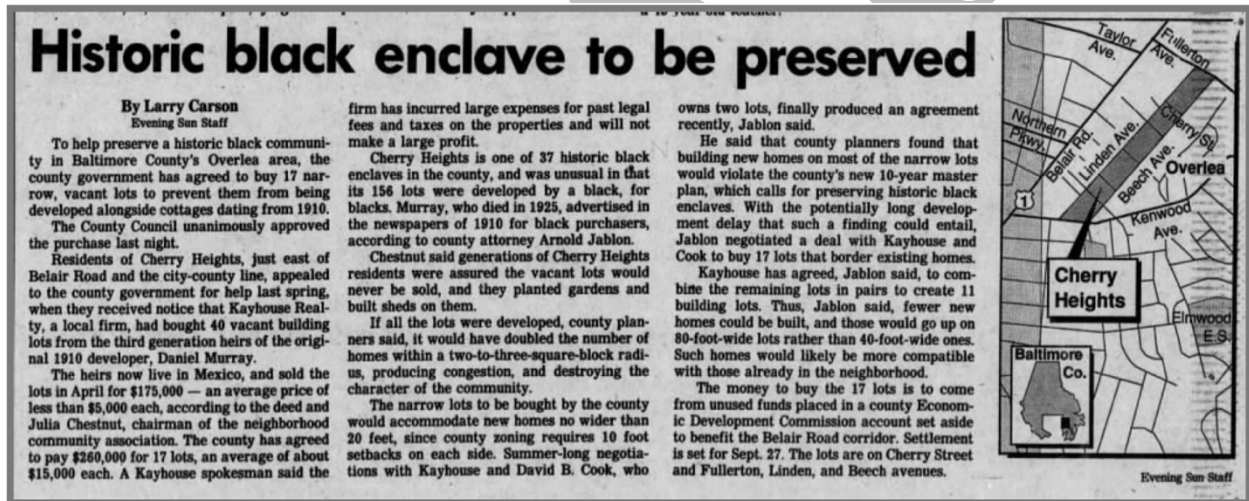 Historic black enclave to be preserved
By Larry Carson
Evening Sun Staff
To help preserve a historic black communi-
ty in Baltimore County's Overlea area, the
county government has agreed to buy 17 nar-
row, vacant lots to prevent them from being
developed alongside cottages dating from 1910.
The County Council unanimously approved
the purchase last night.
Residents of Cherry Heights, just east of
Belair Road and the city-county line, appealed
to the county government for help last spring,
when they received notice that Kayhouse Real-
ty, a local firm, had bought 40 vacant building
lots from the third generation heirs of the origi-
nal 1910 developer, Daniel Murray.
The heirs now live in Mexico, and sold the
lots in April for $175,000 — an average price of
less than $5,000 each, according to the deed and
Julia Chestnut, chairman of the neighborhood
community association. The county has agreed
to pay $260,000 for 17 lots, an average of about
$15,000 each. A Kayhouse spokesman said the
firm has incurred large expenses for past legal
fees and taxes on the properties and will not
make a large profit.
Cherry Heights is one of 37 historic black
enclaves in the county, and was unusual in that
its 156 lots were developed by a black, for
blacks. Murray, who died in 1925, advertised in
the newspapers of 1910 for black purchasers,
according to county attorney Arnold Jablon.
Chestnut said generations of Cherry Heights
residents were assured the vacant lots would
never be sold, and they planted gardens and
built sheds on them.
If all the lots were developed, county plan-
ners said, it would have doubled the number of
homes within a two-to-three-square-block radi-
us, producing congestion, and destroying the
character of the community.
The narrow lots to be bought by the county
would accommodate new homes no wider than
20 feet, since county zoning requires 10 foot
setbacks on each side. Summer-long negotia-
tions with Kayhouse and David B. Cook, who
owns two lots, finally produced an agreement
recently, Jablon said.
He said that county planners found that
building new homes on most of the narrow lots
would violate the county's new 10-year master
plan, which calls for preserving historic black
enclaves. With the potentially long develop-
ment delay that such a finding could entail,
Jablon negotiated a deal with Kayhouse and
Cook to buy 17 lots that border existing homes.
Kayhouse has agreed, Jablon said, to com-
bine the remaining lots in pairs to create 11
building lots. Thus, Jablon said, fewer new
homes could be built, and those would go up on
80-foot-wide lots rather than 40-foot-wide ones.
Such homes would likely be more compatible
with those already in the neighborhood.
The money to buy the 17 lots is to come
from unused funds placed in a county Econom-
ic Development Commission account set aside
to benefit the Belair Road corridor. Settlement
is set for Sept. 27. The lots are on Cherry Street
and Fullerton, Linden, and Beech avenues.
Taylor
Ave.
Fullerton
Ave.
Northern
Pkwy.
Belair Rd.
Linden Ave.
Cherry St.
Beech Ave.
Overlea
1
Kenwood
Ave.
Cherry
Heights
Elmwood
E.S.
Baltimore
Co.
Evening Sun Staff